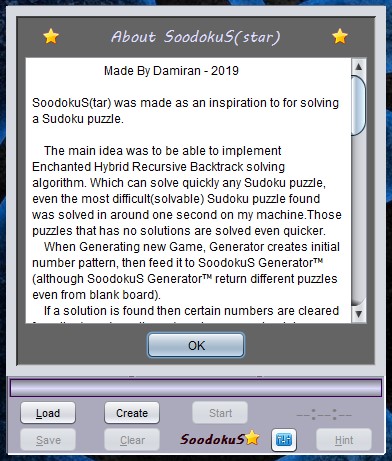 About SoodokuS(star)
Made By Damiran - 2019
SoodokuS(tar) was made as an inspiration to for solving
a Sudoku puzzle.
The main idea was to be able to implement
Enchanted Hybrid Recursive Backtrack solving
algorithm. Which can solve quickly any Sudoku puzzle,
even the most difficult(solvable) Sudoku puzzle found
was solved in around one second on my machine.Those
puzzles that has no solutions are solved even quicker.
When Generating new Game, Generator creates initial
number pattern, then feed it to SoodokuS Generator™
(although SoodokuS Generator™ return different puzzles
even from blank board).
If a solution is found then certain numbers are cleared
OK
Load Create Start --:--:--
Save Clear SoodokuS Hint